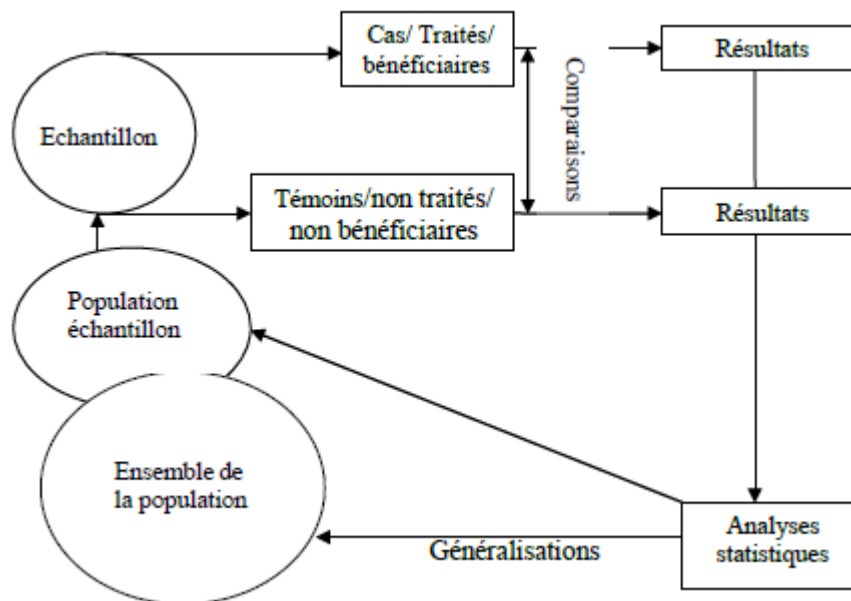 Cas/ Traités/
bénéficiaires
Résultats
Comparaisons
Echantillon
Témoins/non traités/
non bénéficiaires
Résultats
Population
échantillon
Ensemble de
la population
Généralisations
Analyses
statistiques